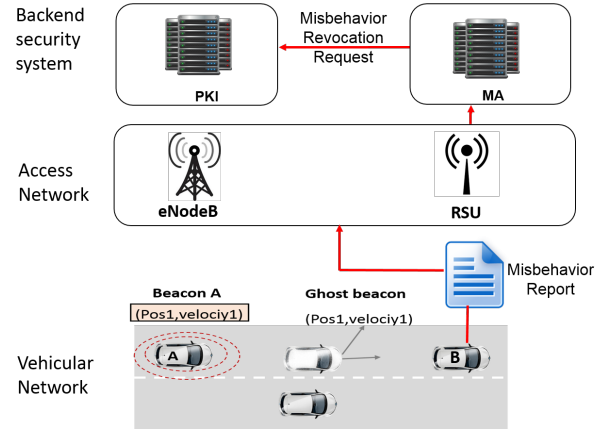 Backend
security
system
Misbehavior
Revocation
Request
PKI
MA
Access
Network
eNodeB
RSU
Misbehavior
Report
Beacon A
(Pos1,velociy1)
Ghost beacon
(Pos1,velocity1)
Vehicular
Network
A
B